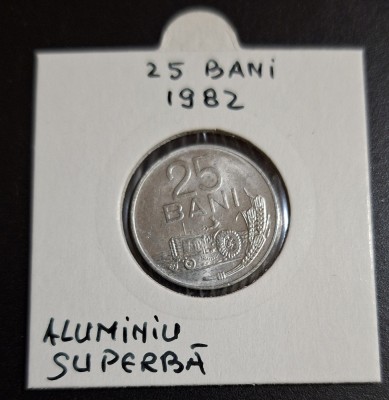 25 BANi
1982
25
BANI
ALUMiNiU
SUPERBĂ